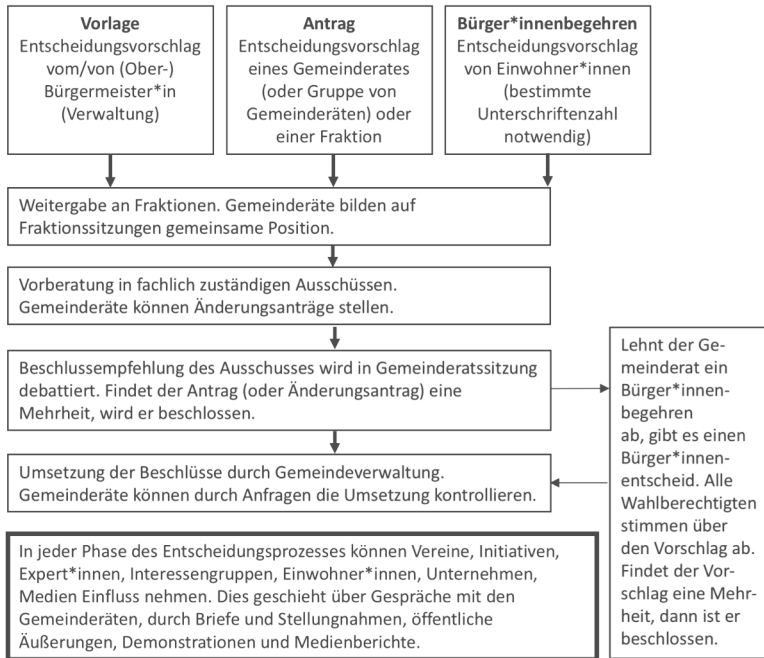 Vorlage
Entscheidungsvorschlag
vom/von (Ober-)
Bürgermeister*in
(Verwaltung)
Antrag
Entscheidungsvorschlag
eines Gemeinderates
(oder Gruppe von
Gemeinderäten) oder
einer Fraktion
Bürger*innenbegehren
Entscheidungsvorschlag
von Einwohner*innen
(bestimmte
Unterschriftenzahl
notwendig)
Weitergabe an Fraktionen. Gemeinderäte bilden auf
Fraktionssitzungen gemeinsame Position.
Vorberatung in fachlich zuständigen Ausschüssen.
Gemeinderäte können Änderungsanträge stellen.
Beschlussempfehlung des Ausschusses wird in Gemeinderatssitzung
debattiert. Findet der Antrag (oder Änderungsantrag) eine
Mehrheit, wird er beschlossen.
Umsetzung der Beschlüsse durch Gemeindeverwaltung.
Gemeinderäte können durch Anfragen die Umsetzung kontrollieren.
Lehnt der Ge-
meinderat ein
Bürger*innen-
begehren
ab, gibt es einen
Bürger*innen-
entscheid. Alle
Wahlberechtigten
stimmen über
den Vorschlag ab.
Findet der Vor-
schlag eine Mehr-
heit, dann ist er
beschlossen.
In jeder Phase des Entscheidungsprozesses können Vereine, Initiativen,
Expert*innen, Interessengruppen, Einwohner*innen, Unternehmen,
Medien Einfluss nehmen. Dies geschieht über Gespräche mit den
Gemeinderäten, durch Briefe und Stellungnahmen, öffentliche
Äußerungen, Demonstrationen und Medienberichte.